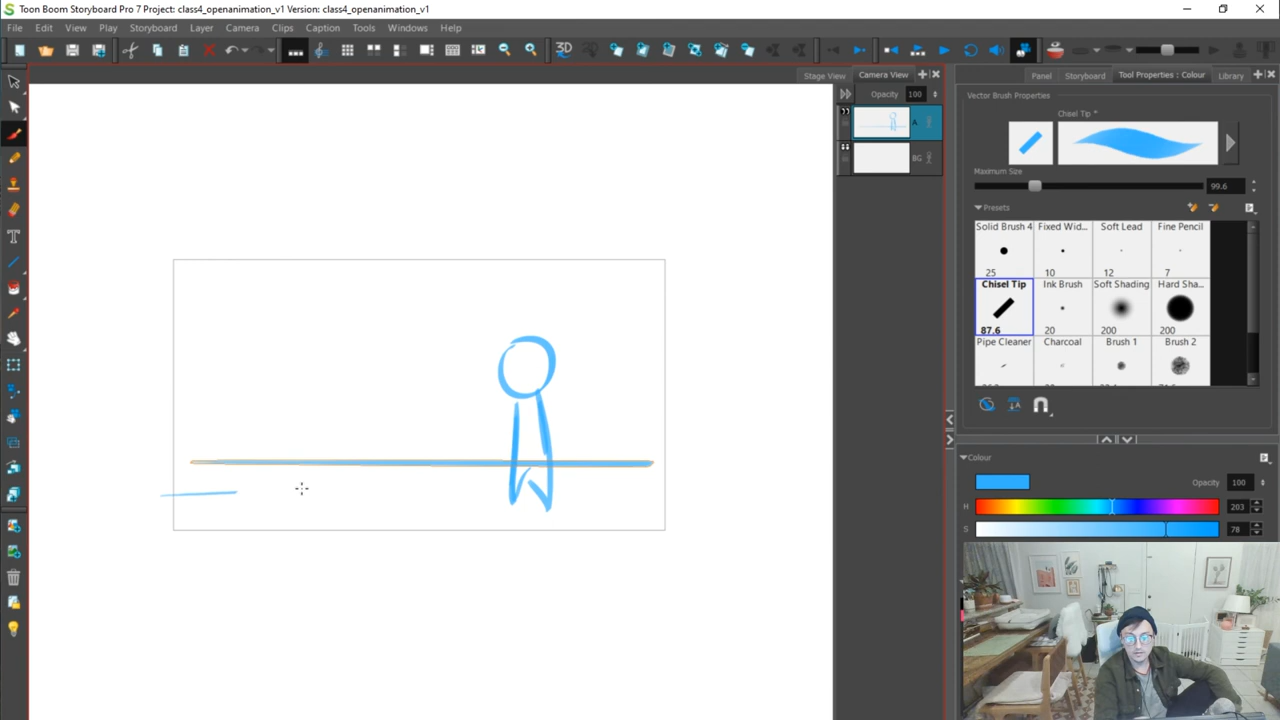 Toon Boom Storyboard Pro 7 Project: class4_openanimation_v1 Version: class4_openanimation_v1
File Edit View Play Storyboard Layer Camera Clips Caption Tools Windows Help
3D
Stage View Camera View
Opacity 100
A
BG
Panel Storyboard Tool Properties : Colour Library
Vector Brush Properties
Chisel Tip *
Maximum Size
99.6
Presets
Solid Brush 4 Fixed Wid... Soft Lead Fine Pencil
25 10 12 7
Chisel Tip Ink Brush Soft Shading Hard Sha...
87.6 20 200 200
Pipe Cleaner Charcoal Brush 1 Brush 2
Colour
Opacity 100
H 203
S 78